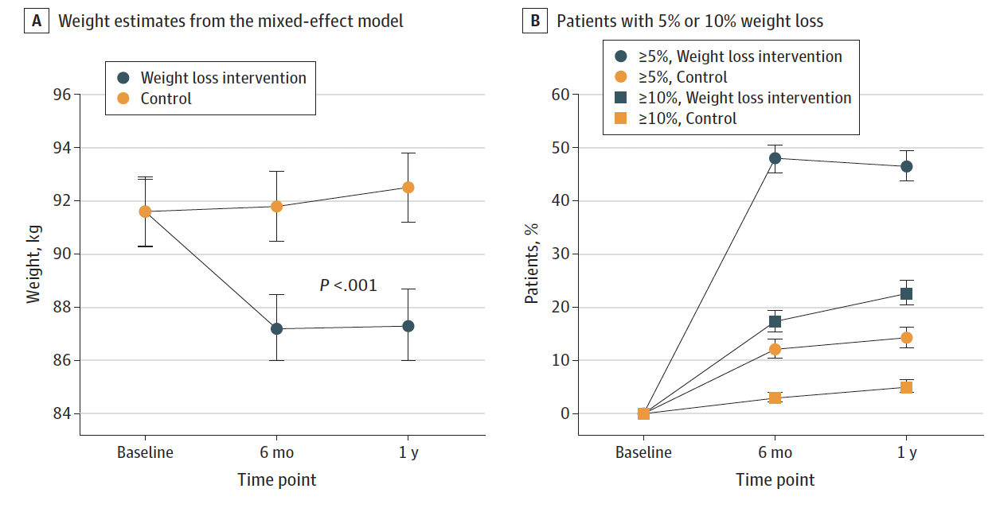 A Weight estimates from the mixed-effect model
Weight loss intervention
Control
96
94
92
90
88
86
84
Weight, kg
P <.001
Baseline
6 mo
1 y
Time point
B Patients with 5% or 10% weight loss
≥5%, Weight loss intervention
≥5%, Control
≥10%, Weight loss intervention
≥10%, Control
60
50
40
30
20
10
0
Patients, %
Baseline
6 mo
1 y
Time point